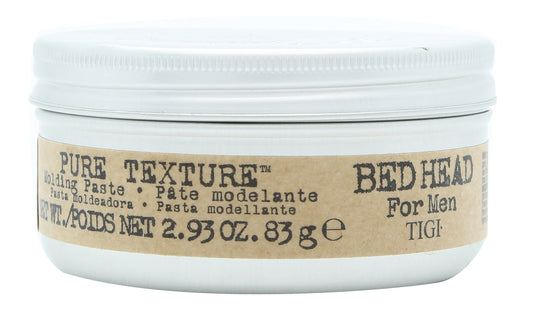 PURE TEXTURE™
Molding Paste · Pâte modelante
Pasta Moldeadora · Pasta modellante
NET WT./POIDS NET 2.93 OZ. 83 g e
BED HEAD
For Men
TIGI